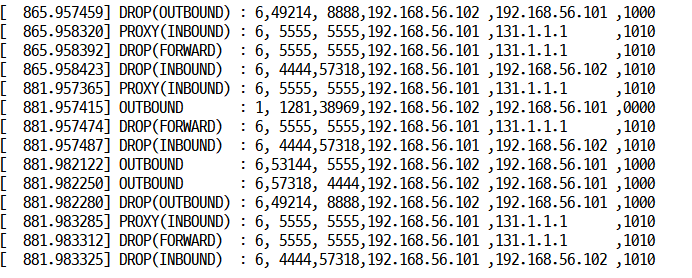 [  865.957459] DROP(OUTBOUND) : 6,49214, 8888,192.168.56.102 ,192.168.56.101 ,1000
[  865.958320] PROXY(INBOUND) : 6, 5555, 5555,192.168.56.101 ,131.1.1.1      ,1010
[  865.958392] DROP(FORWARD)  : 6, 5555, 5555,192.168.56.101 ,131.1.1.1      ,1010
[  865.958423] DROP(INBOUND)  : 6, 4444,57318,192.168.56.101 ,192.168.56.102 ,1010
[  881.957365] PROXY(INBOUND) : 6, 5555, 5555,192.168.56.101 ,131.1.1.1      ,1010
[  881.957415] OUTBOUND       : 1, 1281,38969,192.168.56.102 ,192.168.56.101 ,0000
[  881.957474] DROP(FORWARD)  : 6, 5555, 5555,192.168.56.101 ,131.1.1.1      ,1010
[  881.957487] DROP(INBOUND)  : 6, 4444,57318,192.168.56.101 ,192.168.56.102 ,1010
[  881.982122] OUTBOUND       : 6,53144, 5555,192.168.56.102 ,192.168.56.101 ,1000
[  881.982250] OUTBOUND       : 6,57318, 4444,192.168.56.102 ,192.168.56.101 ,1000
[  881.982280] DROP(OUTBOUND) : 6,49214, 8888,192.168.56.102 ,192.168.56.101 ,1000
[  881.983285] PROXY(INBOUND) : 6, 5555, 5555,192.168.56.101 ,131.1.1.1      ,1010
[  881.983312] DROP(FORWARD)  : 6, 5555, 5555,192.168.56.101 ,131.1.1.1      ,1010
[  881.983325] DROP(INBOUND)  : 6, 4444,57318,192.168.56.101 ,192.168.56.102 ,1010